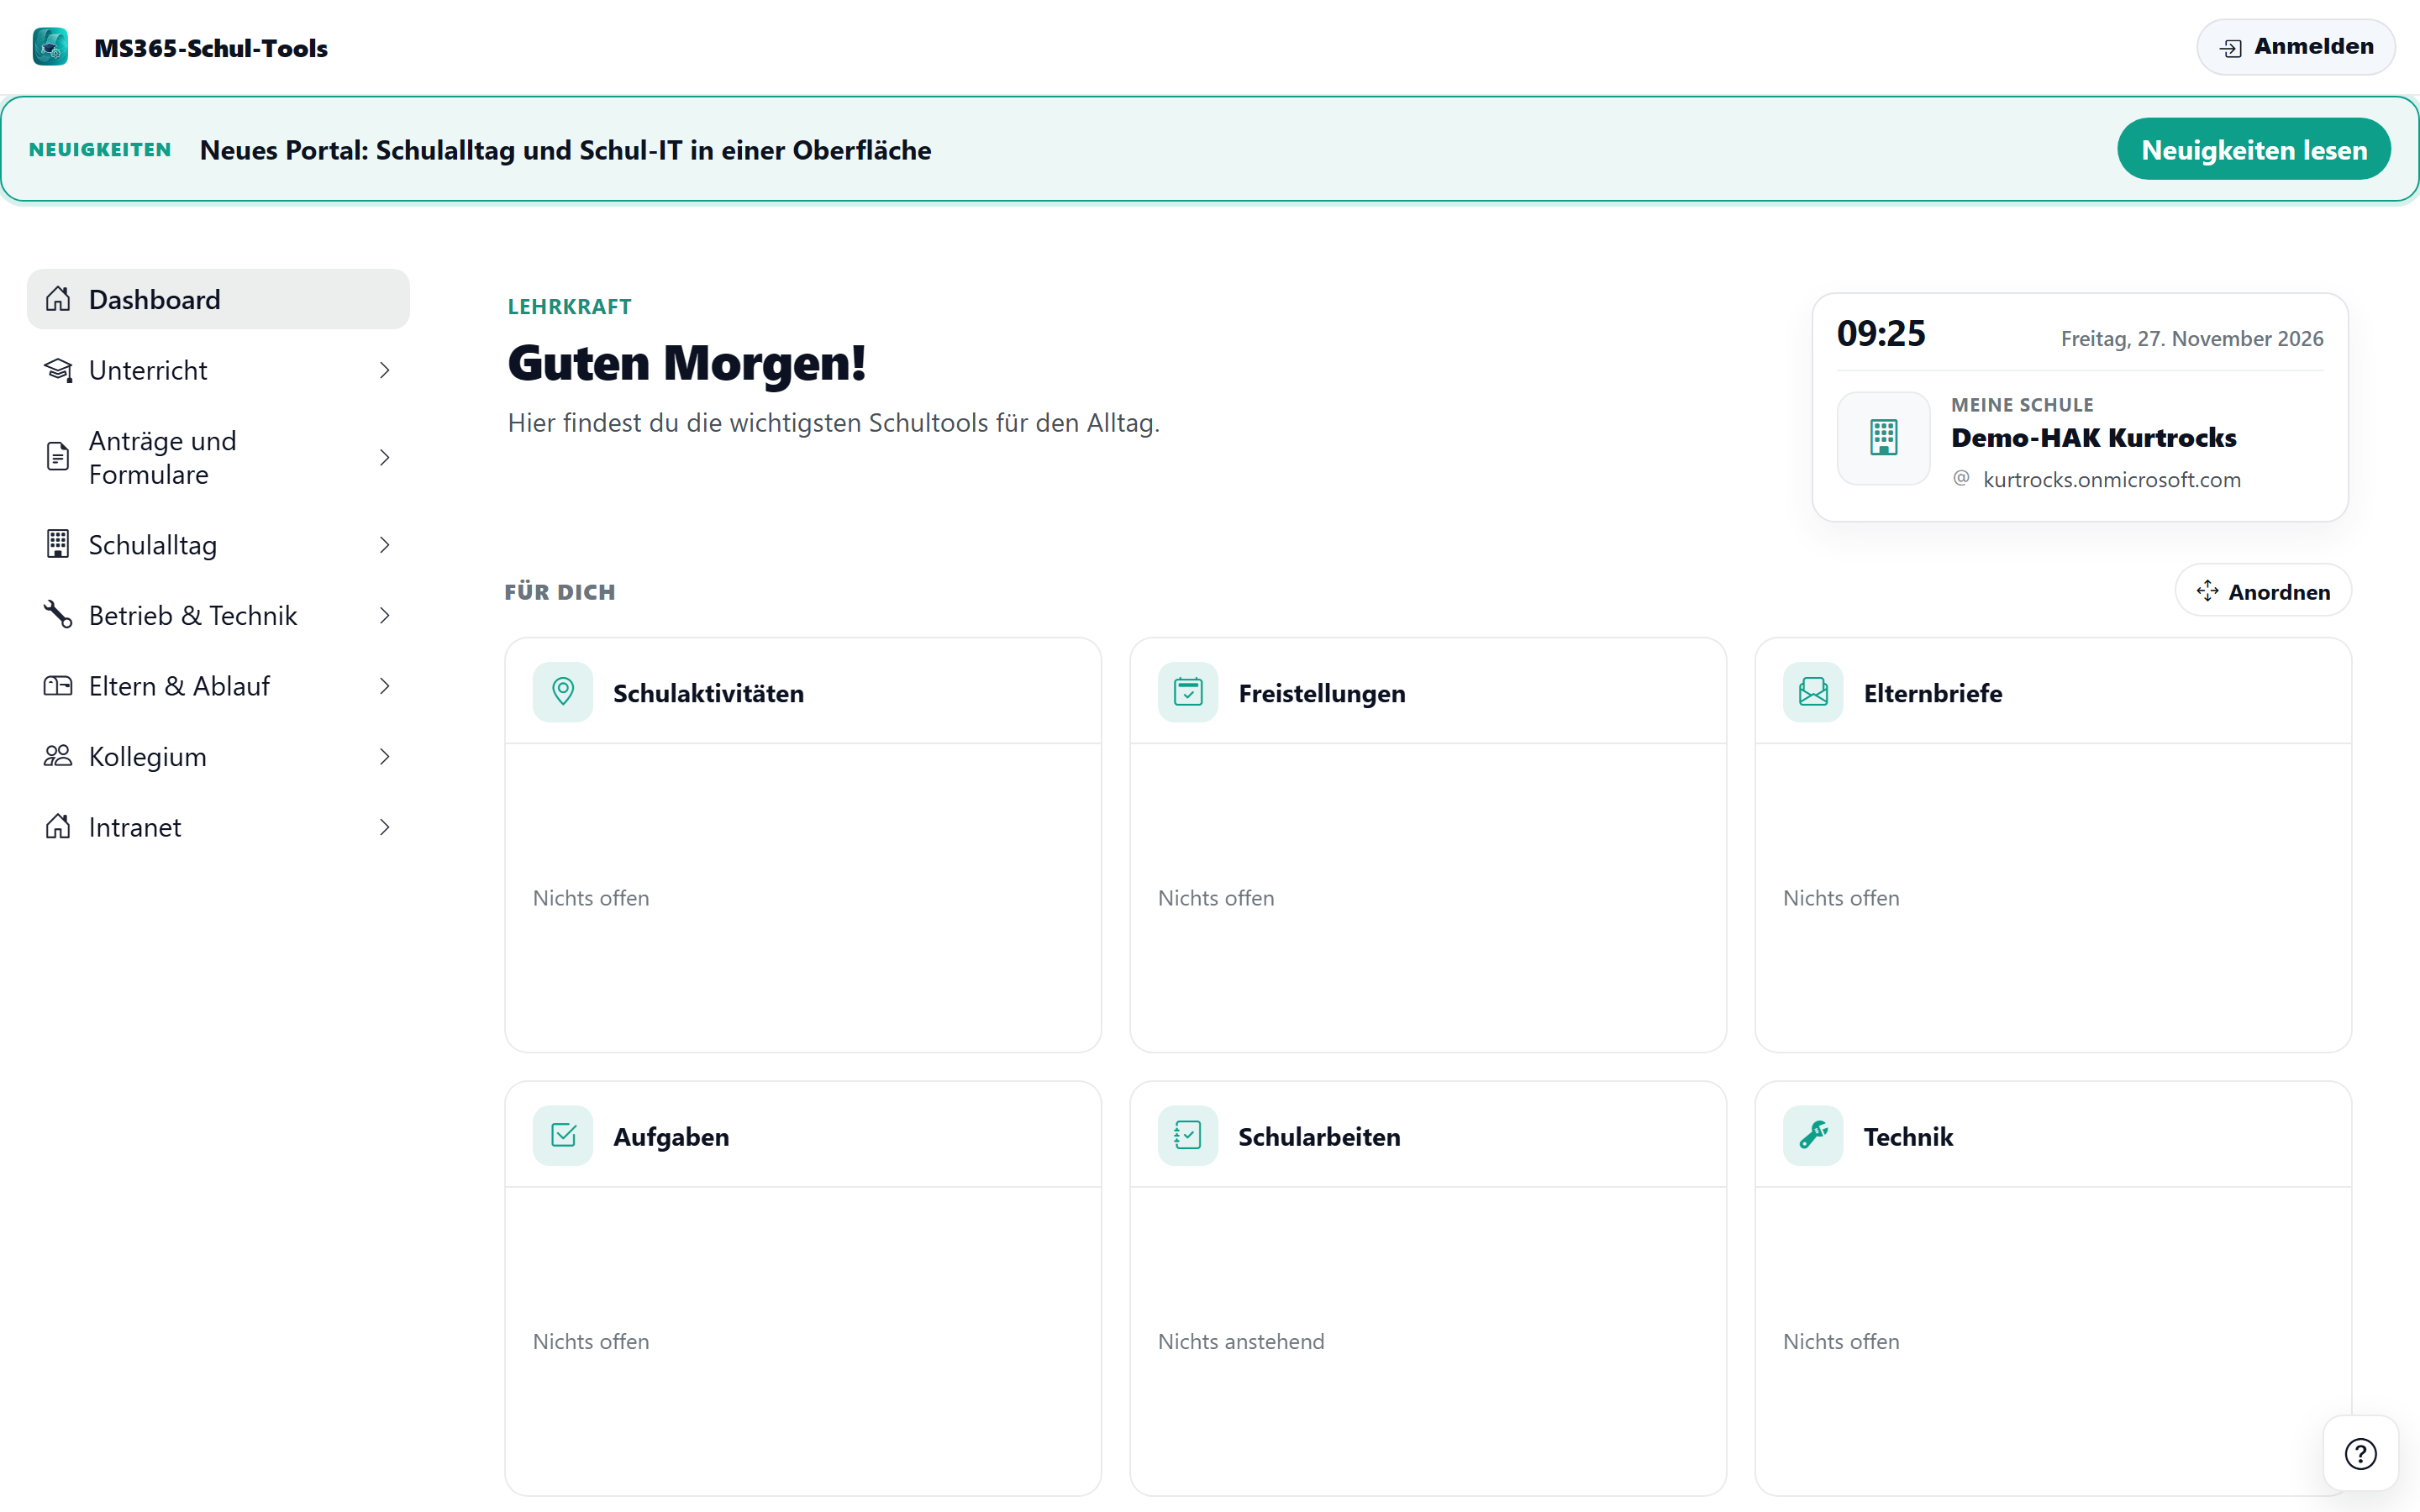 MS365-Schul-Tools
Anmelden
NEUIGKEITEN
Neues Portal: Schulalltag und Schul-IT in einer Oberfläche
Neuigkeiten lesen
Dashboard
Unterricht
Anträge und
Formulare
Schulalltag
Betrieb & Technik
Eltern & Ablauf
Kollegium
Intranet
LEHRKRAFT
Guten Morgen!
Hier findest du die wichtigsten Schultools für den Alltag.
09:25
Freitag, 27. November 2026
MEINE SCHULE
Demo-HAK Kurtrocks
@ kurtrocks.onmicrosoft.com
FÜR DICH
Anordnen
Schulaktivitäten
Nichts offen
Freistellungen
Nichts offen
Elternbriefe
Nichts offen
Aufgaben
Nichts offen
Schularbeiten
Nichts anstehend
Technik
Nichts offen
?